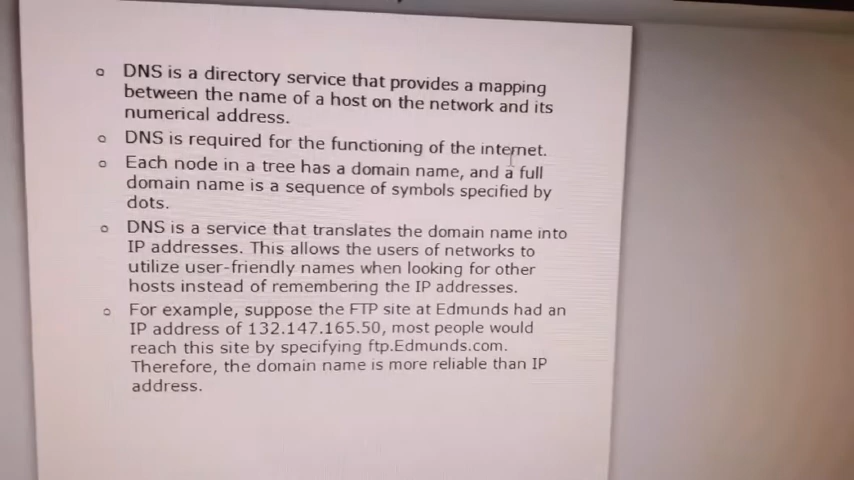 o DNS is a directory service that provides a mapping
between the name of a host on the network and its
numerical address.
o DNS is required for the functioning of the internet.
o Each node in a tree has a domain name, and a full
domain name is a sequence of symbols specified by
dots.
o DNS is a service that translates the domain name into
IP addresses. This allows the users of networks to
utilize user-friendly names when looking for other
hosts instead of remembering the IP addresses.
o For example, suppose the FTP site at Edmunds had an
IP address of 132.147.165.50, most people would
reach this site by specifying ftp.Edmunds.com.
Therefore, the domain name is more reliable than IP
address.